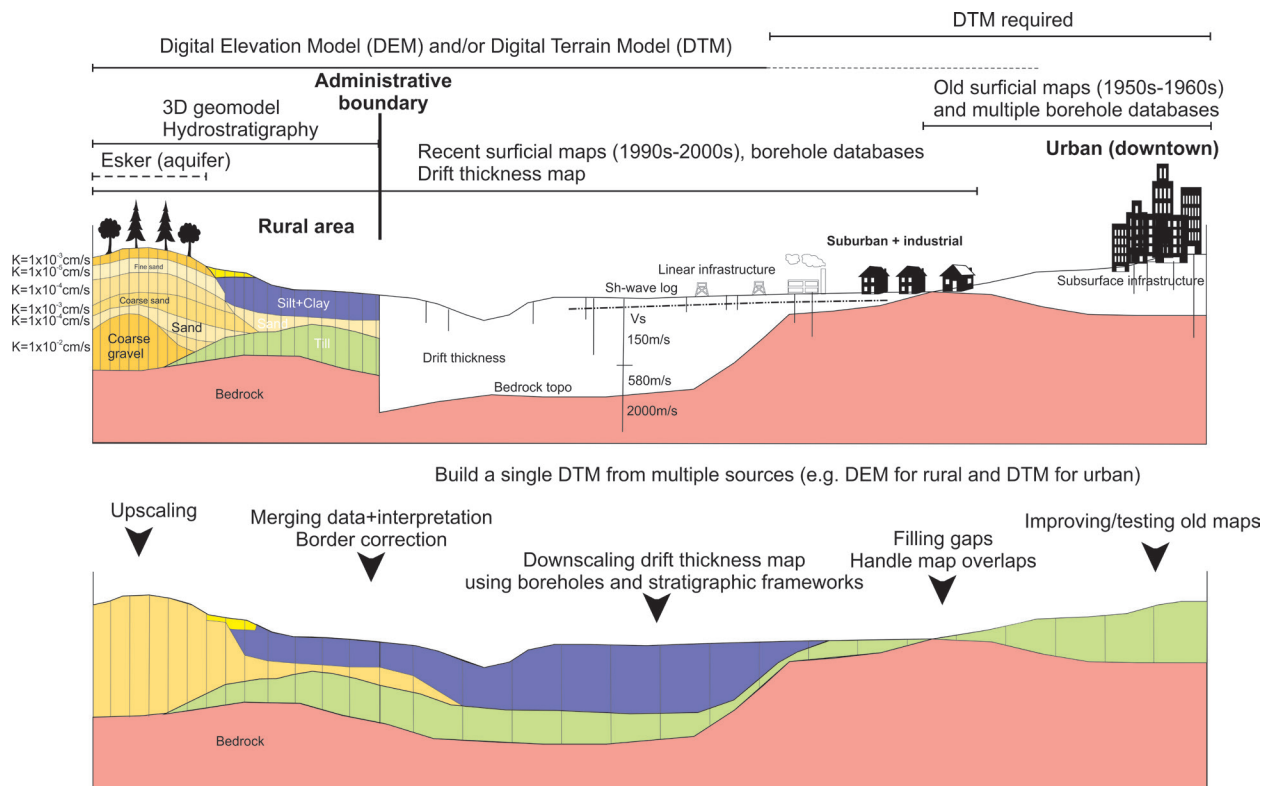 DTM required
Digital Elevation Model (DEM) and/or Digital Terrain Model (DTM)
Administrative
boundary
Old surficial maps (1950s-1960s)
and multiple borehole databases
3D geomodel
Hydrostratigraphy
Recent surficial maps (1990s-2000s), borehole databases
Drift thickness map
Urban (downtown)
Esker (aquifer)
Rural area
Suburban + industrial
K=1x10⁻³cm/s
K=1x10⁻⁵cm/s
K=1x10⁻⁴cm/s
K=1x10⁻³cm/s
K=1x10⁻⁴cm/s
K=1x10⁻²cm/s
Fine sand
Coarse sand
Sand
Coarse
gravel
Silt+Clay
Sand
Till
Bedrock
Linear infrastructure
Sh-wave log
Subsurface infrastructure
Vs
150m/s
Drift thickness
580m/s
Bedrock topo
2000m/s
Build a single DTM from multiple sources (e.g. DEM for rural and DTM for urban)
Upscaling
Merging data+interpretation
Border correction
Downscaling drift thickness map
using boreholes and stratigraphic frameworks
Filling gaps
Handle map overlaps
Improving/testing old maps
Bedrock